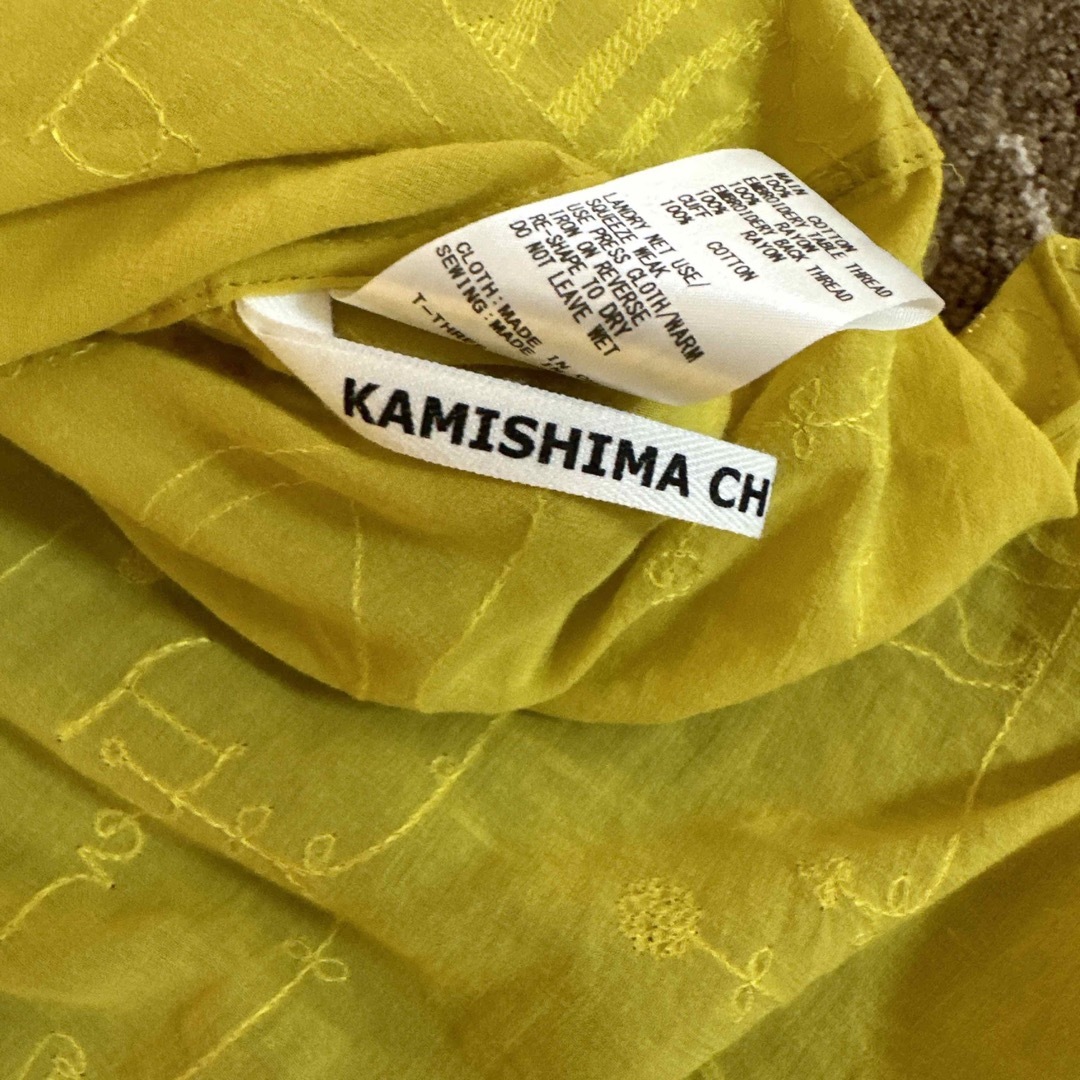 MAIN
100% COTTON
EMBROIDERY TABLE THREAD
100% RAYON
EMBROIDERY BACK THREAD
100% RAYON
CUFF
100% COTTON
LANDRY NET USE/
SQUEEZE WEAK
USE PRESS CLOTH/WARM
IRON ON REVERSE
RE-SHAPE TO DRY
DO NOT LEAVE WET
CLOTH:MADE IN
SEWING:MADE
KAMISHIMA CH